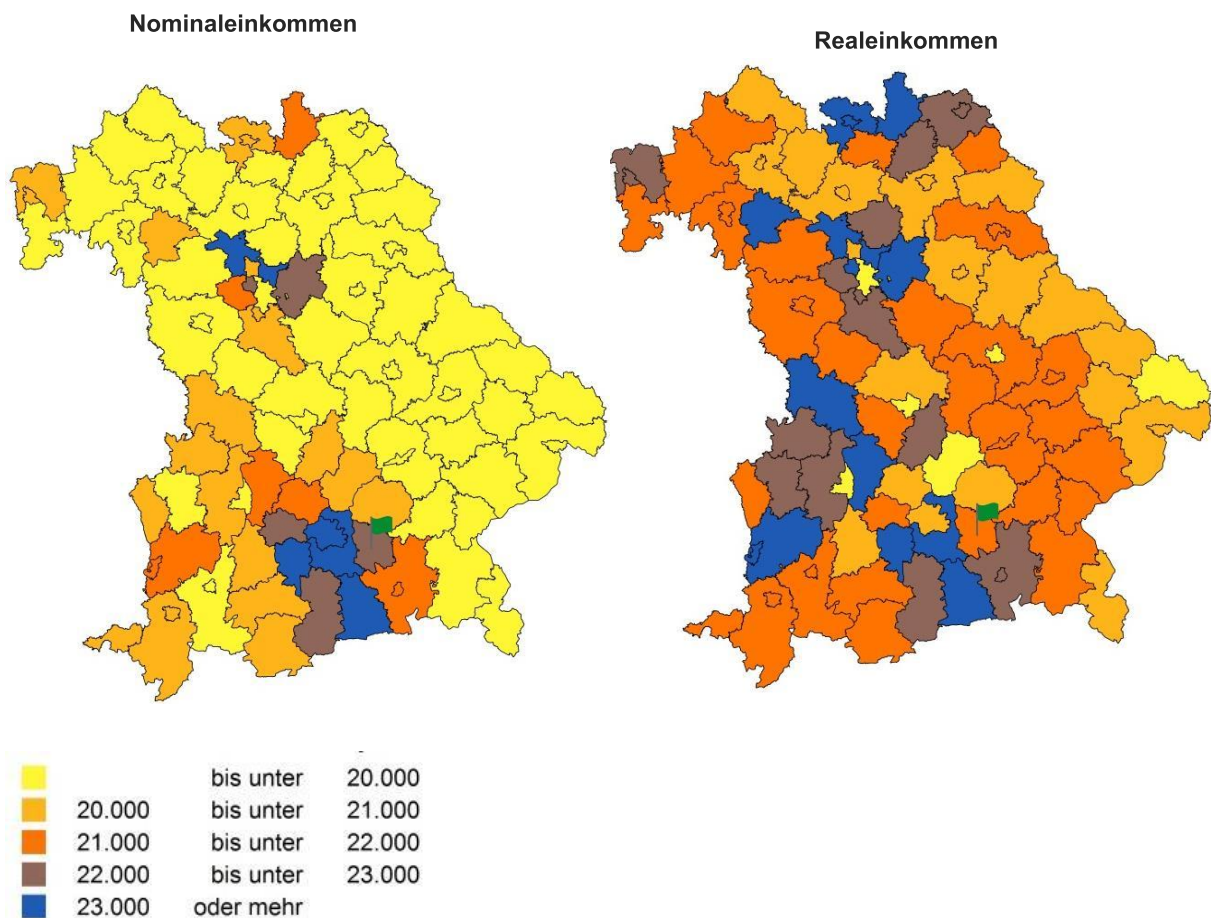 Nominaleinkommen
Realeinkommen
bis unter 20.000
20.000 bis unter 21.000
21.000 bis unter 22.000
22.000 bis unter 23.000
23.000 oder mehr